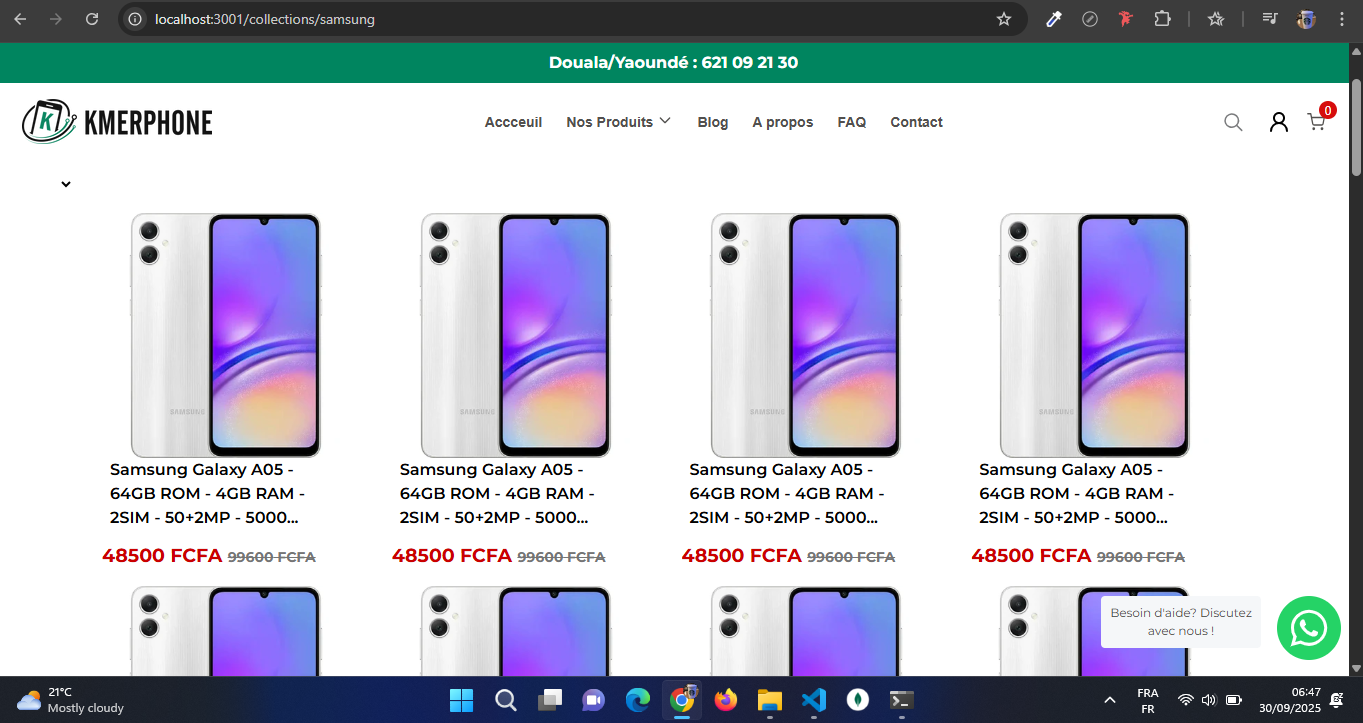 localhost:3001/collections/samsung
Douala/Yaoundé : 621 09 21 30
K KMERPHONE
Accceuil Nos Produits Blog A propos FAQ Contact
0
SAMSUNG SAMSUNG SAMSUNG SAMSUNG
Samsung Galaxy A05 - Samsung Galaxy A05 - Samsung Galaxy A05 - Samsung Galaxy A05 -
64GB ROM - 4GB RAM - 64GB ROM - 4GB RAM - 64GB ROM - 4GB RAM - 64GB ROM - 4GB RAM -
2SIM - 50+2MP - 5000... 2SIM - 50+2MP - 5000... 2SIM - 50+2MP - 5000... 2SIM - 50+2MP - 5000...
48500 FCFA 99600 FCFA 48500 FCFA 99600 FCFA 48500 FCFA 99600 FCFA 48500 FCFA 99600 FCFA
Besoin d'aide? Discutez
avec nous !
21°C
Mostly cloudy
FRA
FR
06:47
30/09/2025